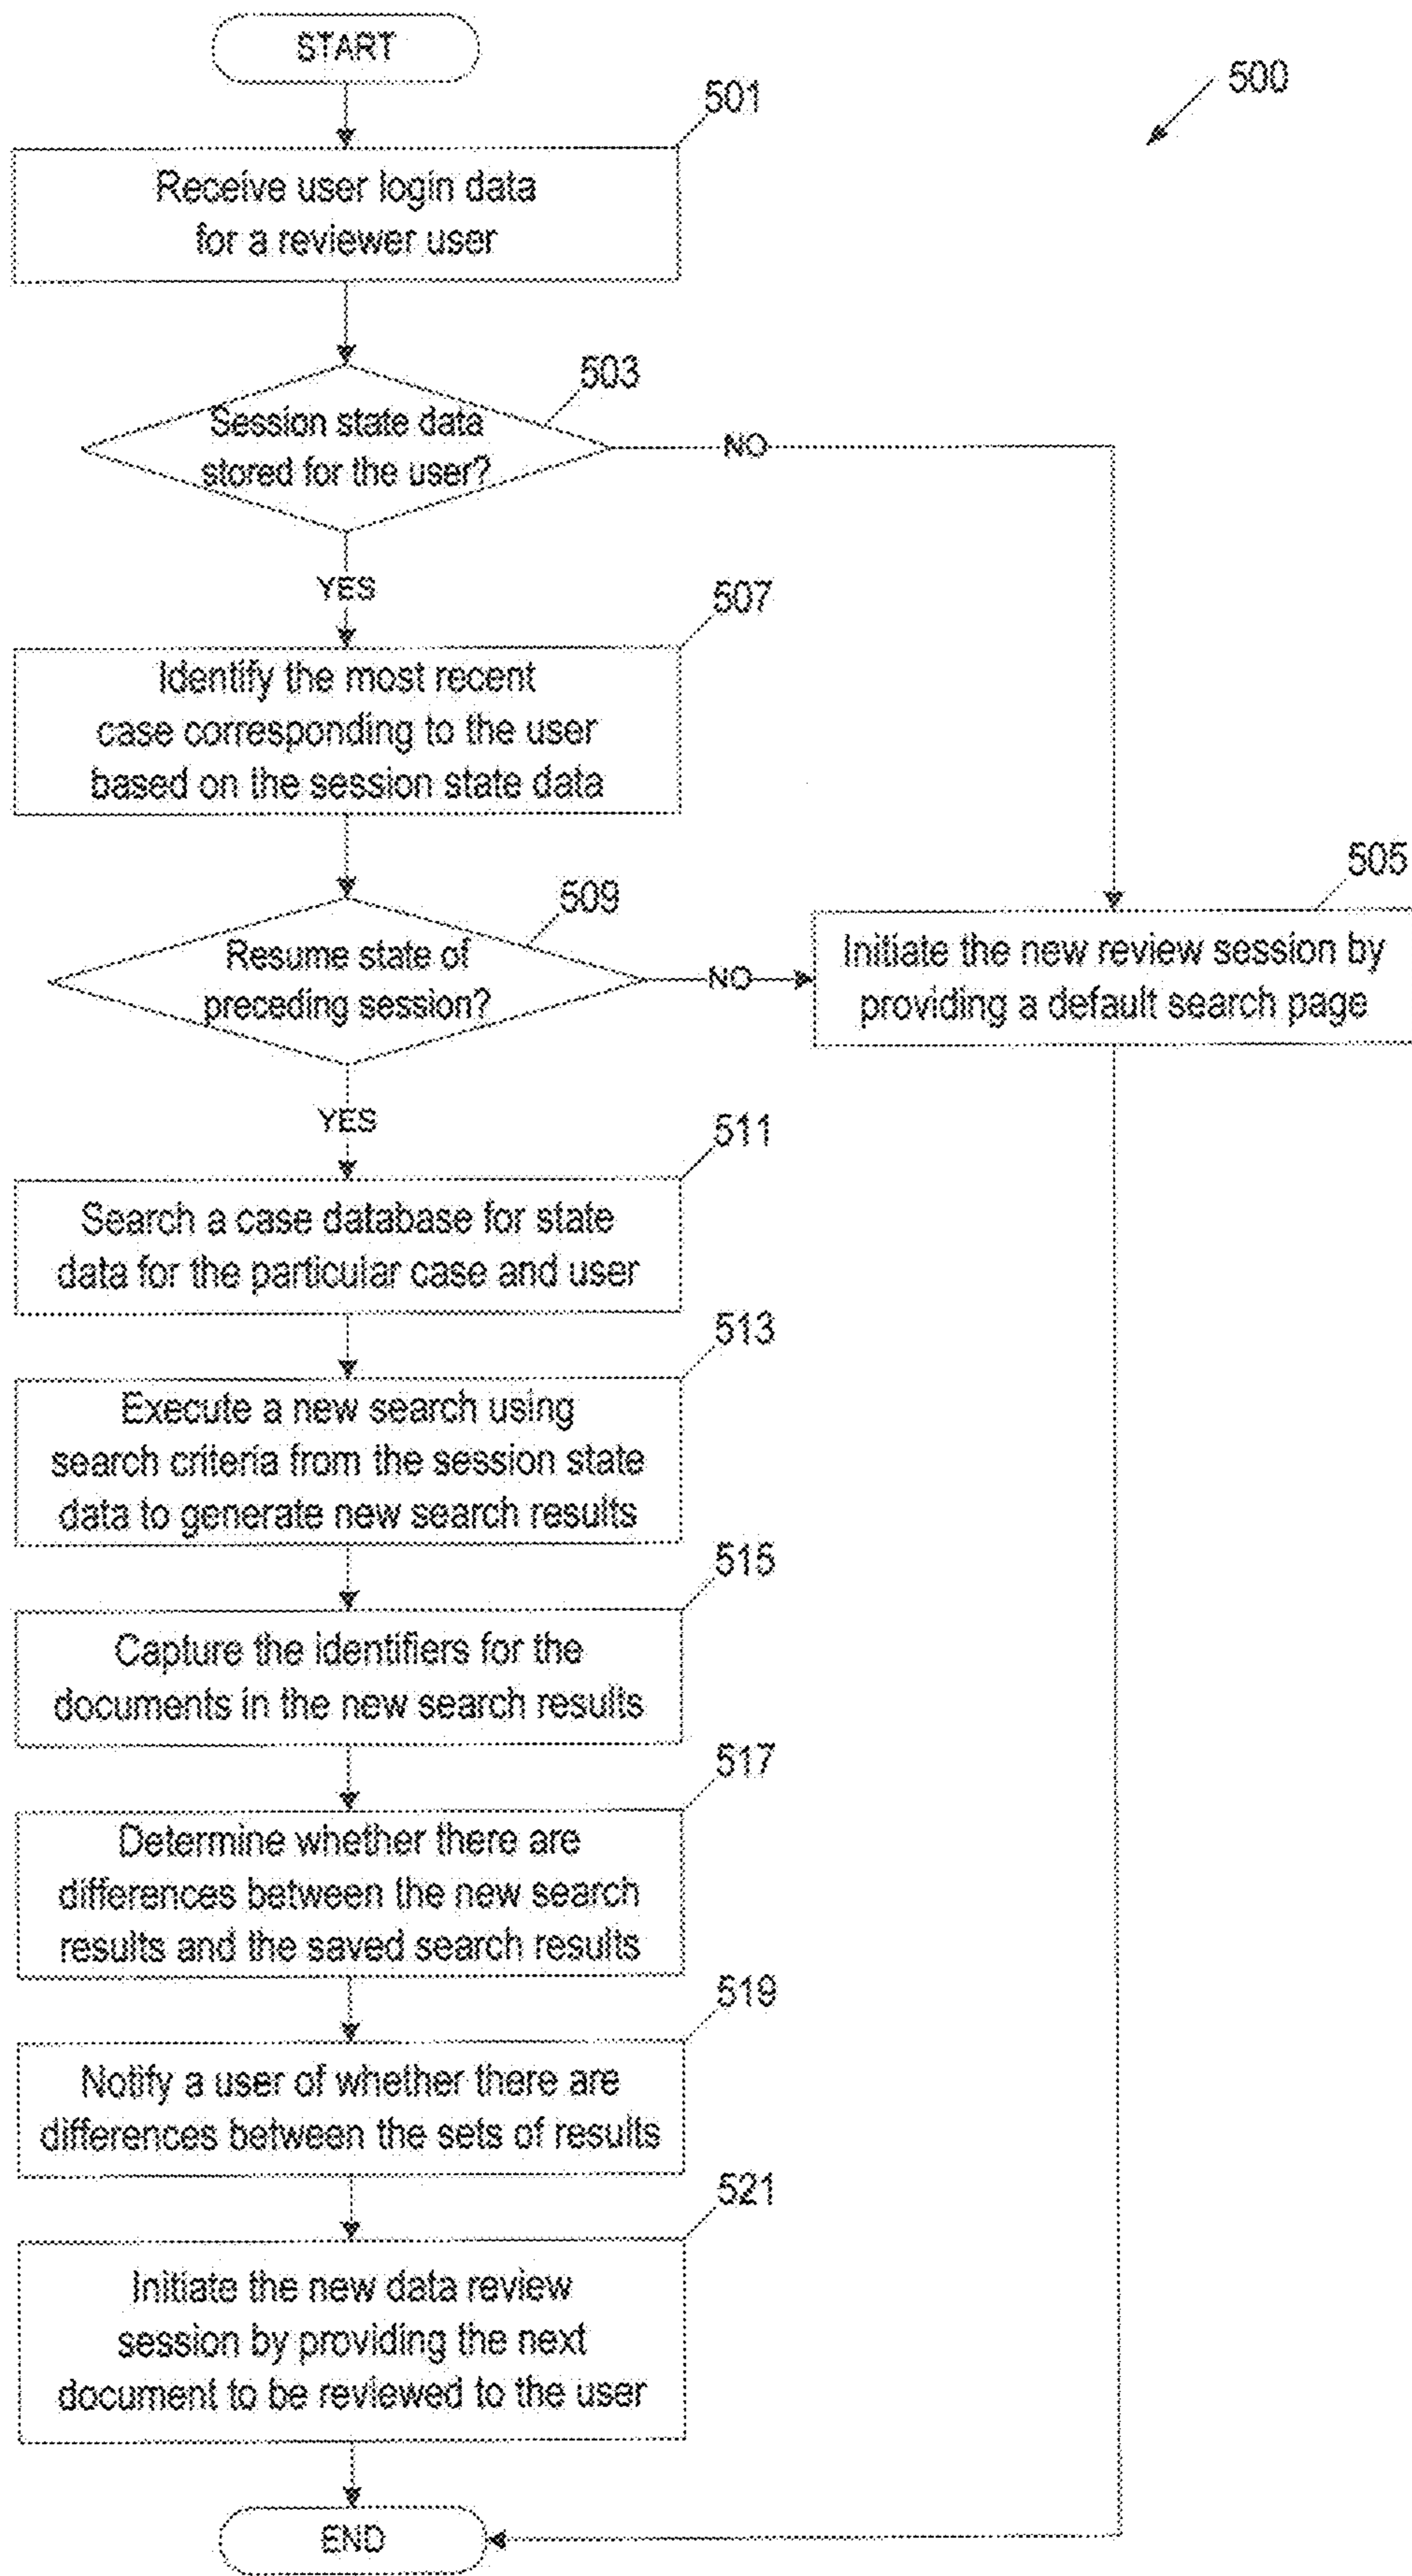 START
500
501
Receive user login data
for a reviewer user
503
Session state data
stored for the user?
NO
YES
507
Identify the most recent
case corresponding to the user
based on the session state data
505
509
Resume state of
preceding session?
NO
Initiate the new review session by
providing a default search page
YES
511
Search a case database for state
data for the particular case and user
513
Execute a new search using
search criteria from the session state
data to generate new search results
515
Capture the identifiers for the
documents in the new search results
517
Determine whether there are
differences between the new search
results and the saved search results
519
Notify a user of whether there are
differences between the sets of results
521
Initiate the new data review
session by providing the next
document to be reviewed to the user
END